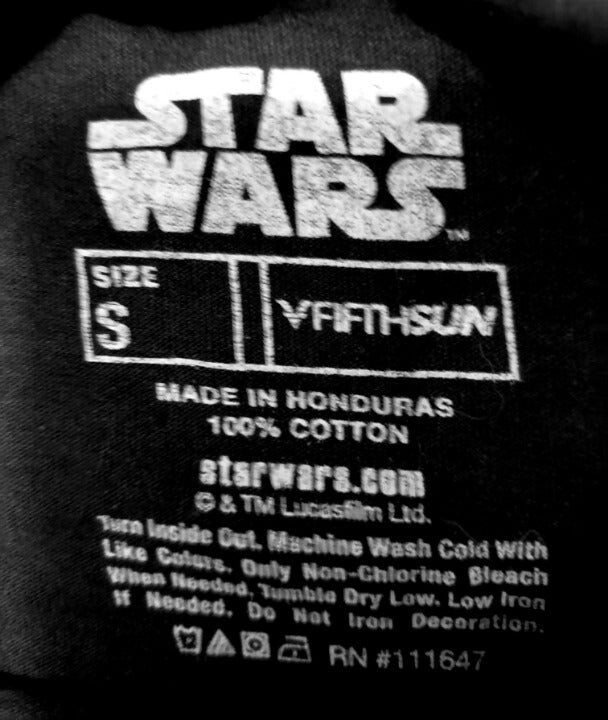 STAR
WARS™
SIZE
S
FIFTHSUN
MADE IN HONDURAS
100% COTTON
starwars.com
© & TM Lucasfilm Ltd.
Turn Inside Out. Machine Wash Cold With
Like Colors. Only Non-Chlorine Bleach
When Needed. Tumble Dry Low. Low Iron
If Needed. Do Not Iron Decoration.
RN #111647